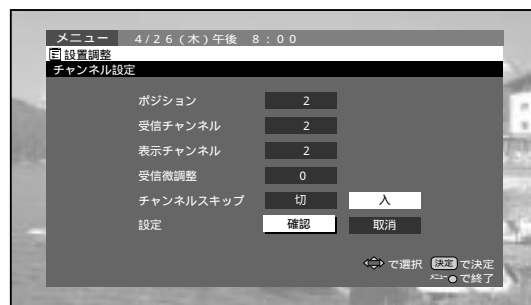 メニュー 4/26(木)午後 8:00
設置調整
チャンネル設定
ポジション 2
受信チャンネル 2
表示チャンネル 2
受信微調整 0
チャンネルスキップ 切 入
設定 確認 取消
で選択 決定 で決定
メニュー で終了